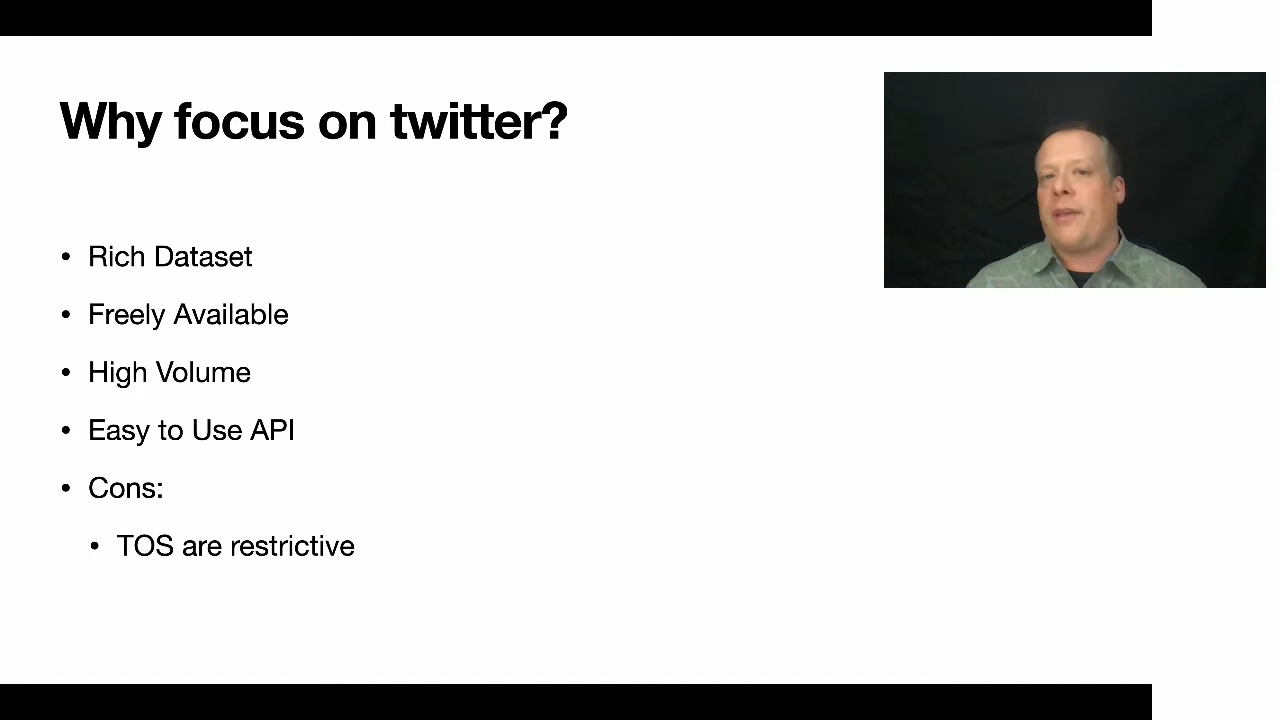 Why focus on twitter?
• Rich Dataset
• Freely Available
• High Volume
• Easy to Use API
• Cons:
• TOS are restrictive